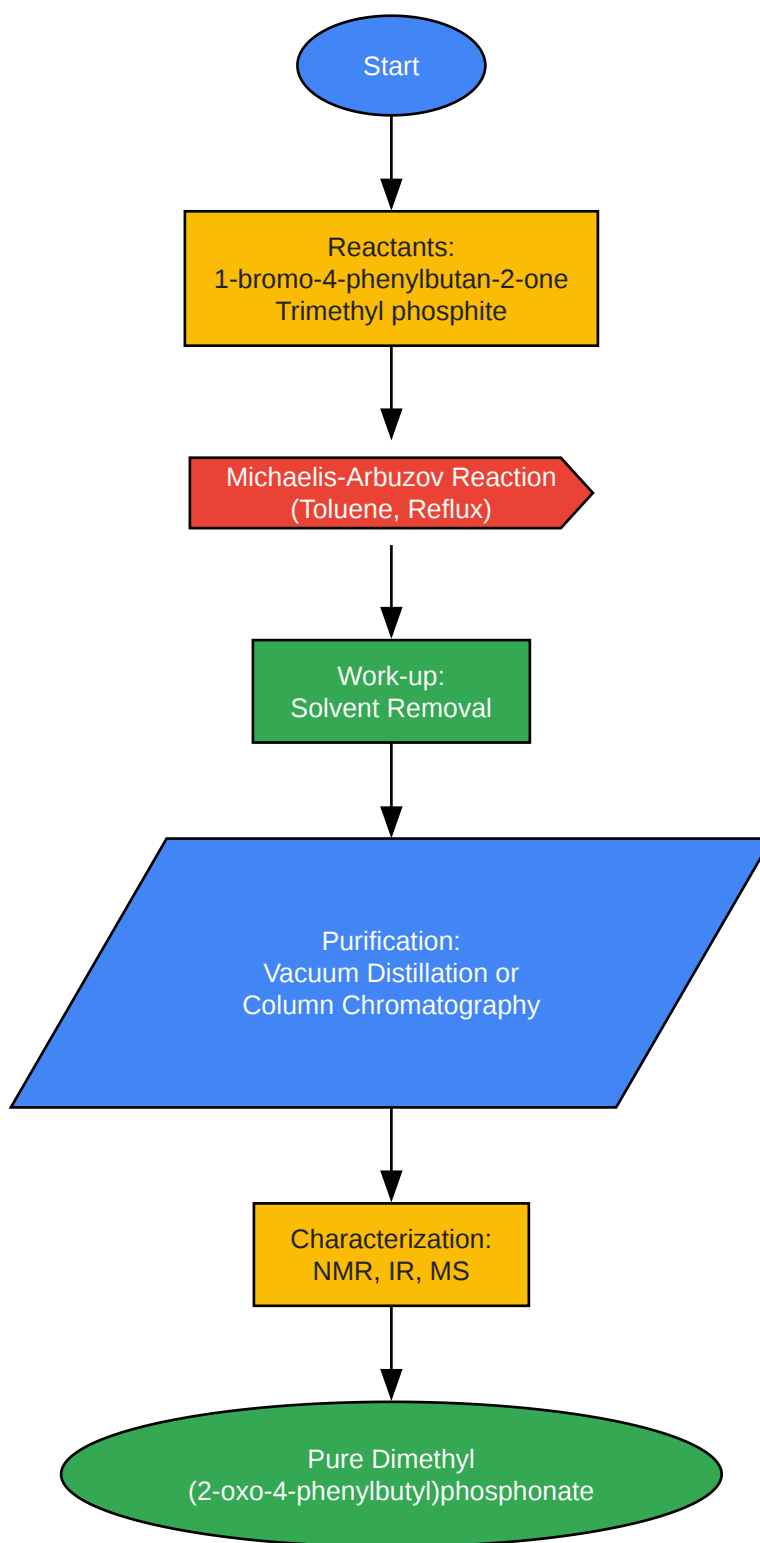 Start
Reactants:
1-bromo-4-phenylbutan-2-one
Trimethyl phosphite
Michaelis-Arbuzov Reaction
(Toluene, Reflux)
Work-up:
Solvent Removal
Purification:
Vacuum Distillation or
Column Chromatography
Characterization:
NMR, IR, MS
Pure Dimethyl
(2-oxo-4-phenylbutyl)phosphonate